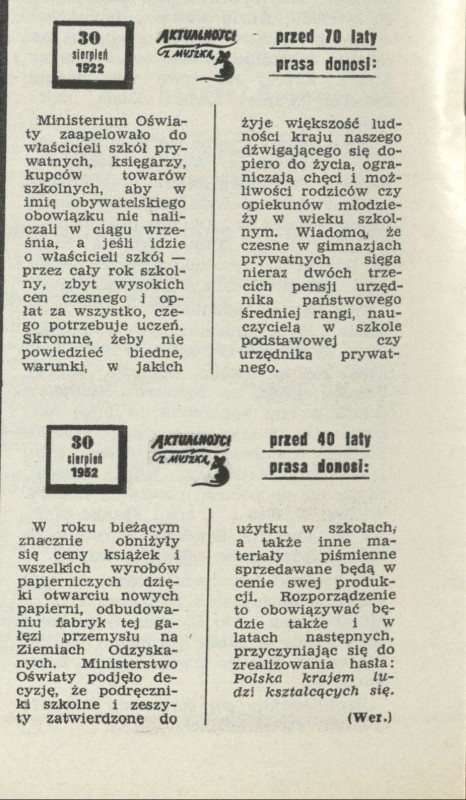 30
sierpień
1922
AKTUALNOŚCI
Z MYSZKĄ
przed 70 laty
prasa donosi:
Ministerium Oświa-
ty zaapelowało do
właścicieli szkół pry-
watnych, księgarzy,
kupców towarów
szkolnych, aby w
imię obywatelskiego
obowiązku nie nali-
czali w ciągu wrze-
śnia, a jeśli idzie
o właścicieli szkół —
przez cały rok szkol-
ny, zbyt wysokich
cen czesnego i op-
łat za wszystko, cze-
go potrzebuje uczeń.
Skromne, żeby nie
powiedzieć biedne,
warunki, w jakich
żyje większość lud-
ności kraju naszego
dźwigającego się do-
piero do życia, ogra-
niczają chęci i moż-
liwości rodziców czy
opiekunów młodzie-
ży w wieku szkol-
nym. Wiadomo, że
czesne w gimnazjach
prywatnych sięga
nieraz dwóch trze-
cich pensji urzęd-
nika państwowego
średniej rangi, nau-
czyciela w szkole
podstawowej czy
urzędnika prywat-
nego.
30
sierpień
1952
AKTUALNOŚCI
Z MYSZKĄ
przed 40 laty
prasa donosi:
W roku bieżącym
znacznie obniżyły
się ceny książek i
wszelkich wyrobów
papierniczych dzię-
ki otwarciu nowych
papierni, odbudowa-
niu fabryk tej ga-
łęzi przemysłu na
Ziemiach Odzyska-
nych. Ministerstwo
Oświaty podjęło de-
cyzję, że podręczni-
ki szkolne i zeszy-
ty zatwierdzone do
użytku w szkołach,
a także inne ma-
teriały piśmienne
sprzedawane będą w
cenie swej produk-
cji. Rozporządzenie
to obowiązywać bę-
dzie także i w
latach następnych,
przyczyniając się do
zrealizowania hasła:
Polska krajem lu-
dzi kształcących się.
(Wer.)